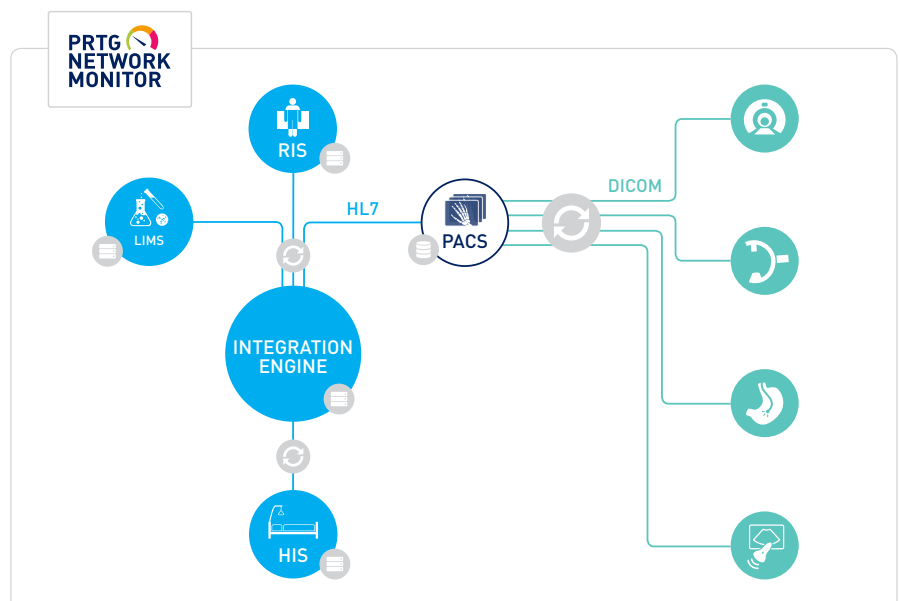 PRTG
NETWORK
MONITOR
RIS
DICOM
HL7
LIMS
PACS
INTEGRATION
ENGINE
HIS